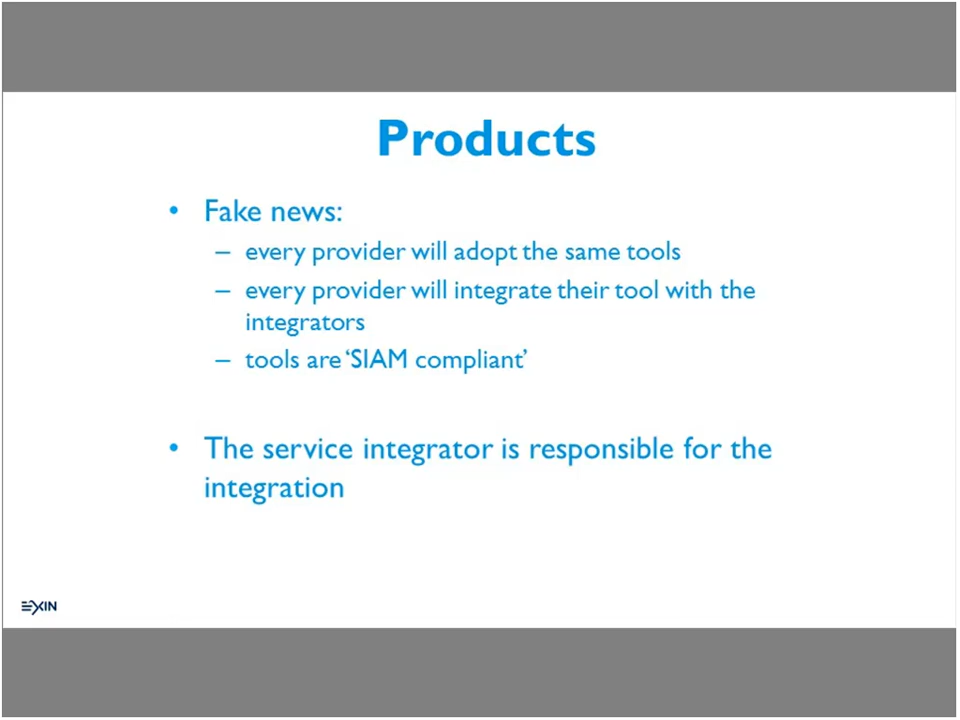 Products
• Fake news:
– every provider will adopt the same tools
– every provider will integrate their tool with the
integrators
– tools are ‘SIAM compliant’
• The service integrator is responsible for the
integration
EXIN